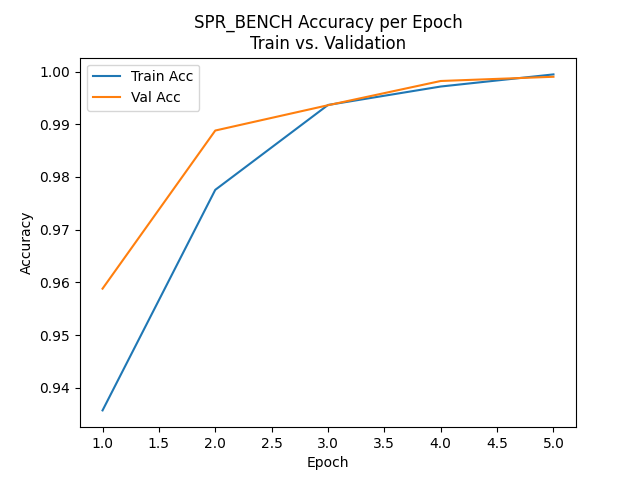 SPR_BENCH Accuracy per Epoch
Train vs. Validation
Train Acc
Val Acc
Accuracy
1.00
0.99
0.98
0.97
0.96
0.95
0.94
1.0 1.5 2.0 2.5 3.0 3.5 4.0 4.5 5.0
Epoch